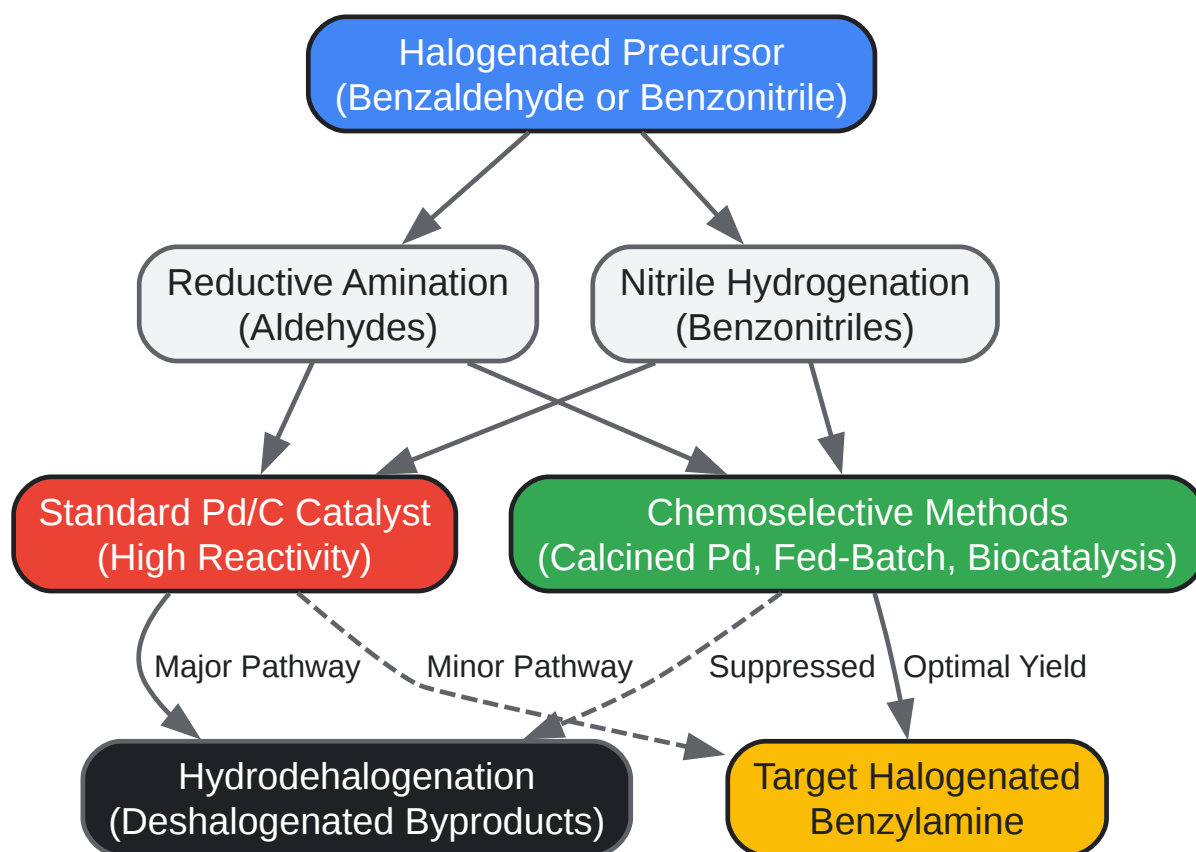 Halogenated Precursor
(Benzaldehyde or Benzonitrile)
Reductive Amination
(Aldehydes)
Nitrile Hydrogenation
(Benzonitriles)
Standard Pd/C Catalyst
(High Reactivity)
Chemoselective Methods
(Calcined Pd, Fed-Batch, Biocatalysis)
Major Pathway
Minor Pathway
Suppressed
Optimal Yield
Hydrodehalogenation
(Deshalogenated Byproducts)
Target Halogenated
Benzylamine